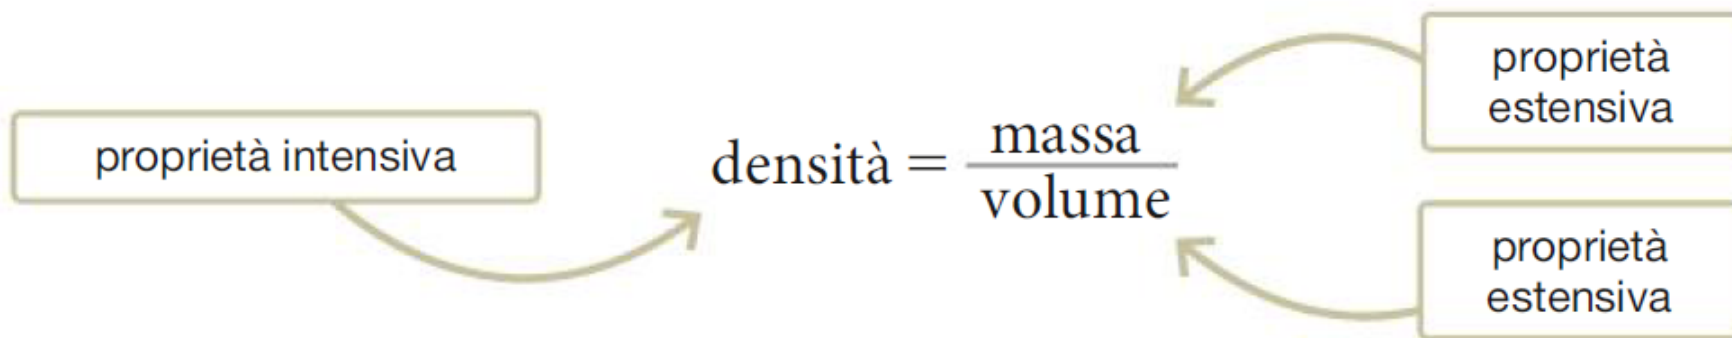 proprietà intensiva
densità = massa
volume
proprietà
estensiva
proprietà
estensiva